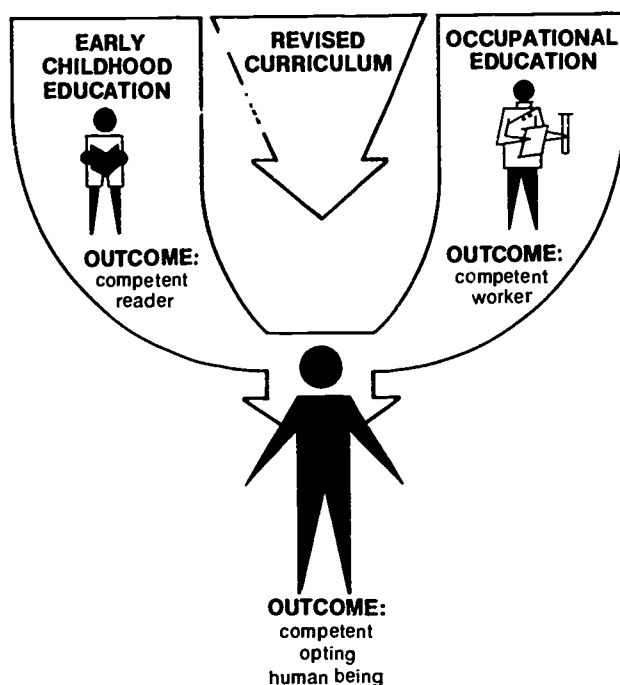 EARLY
CHILDHOOD
EDUCATION
OUTCOME:
competent
reader
REVISED
CURRICULUM
OCCUPATIONAL
EDUCATION
OUTCOME:
competent
worker
OUTCOME:
competent
opting
human being